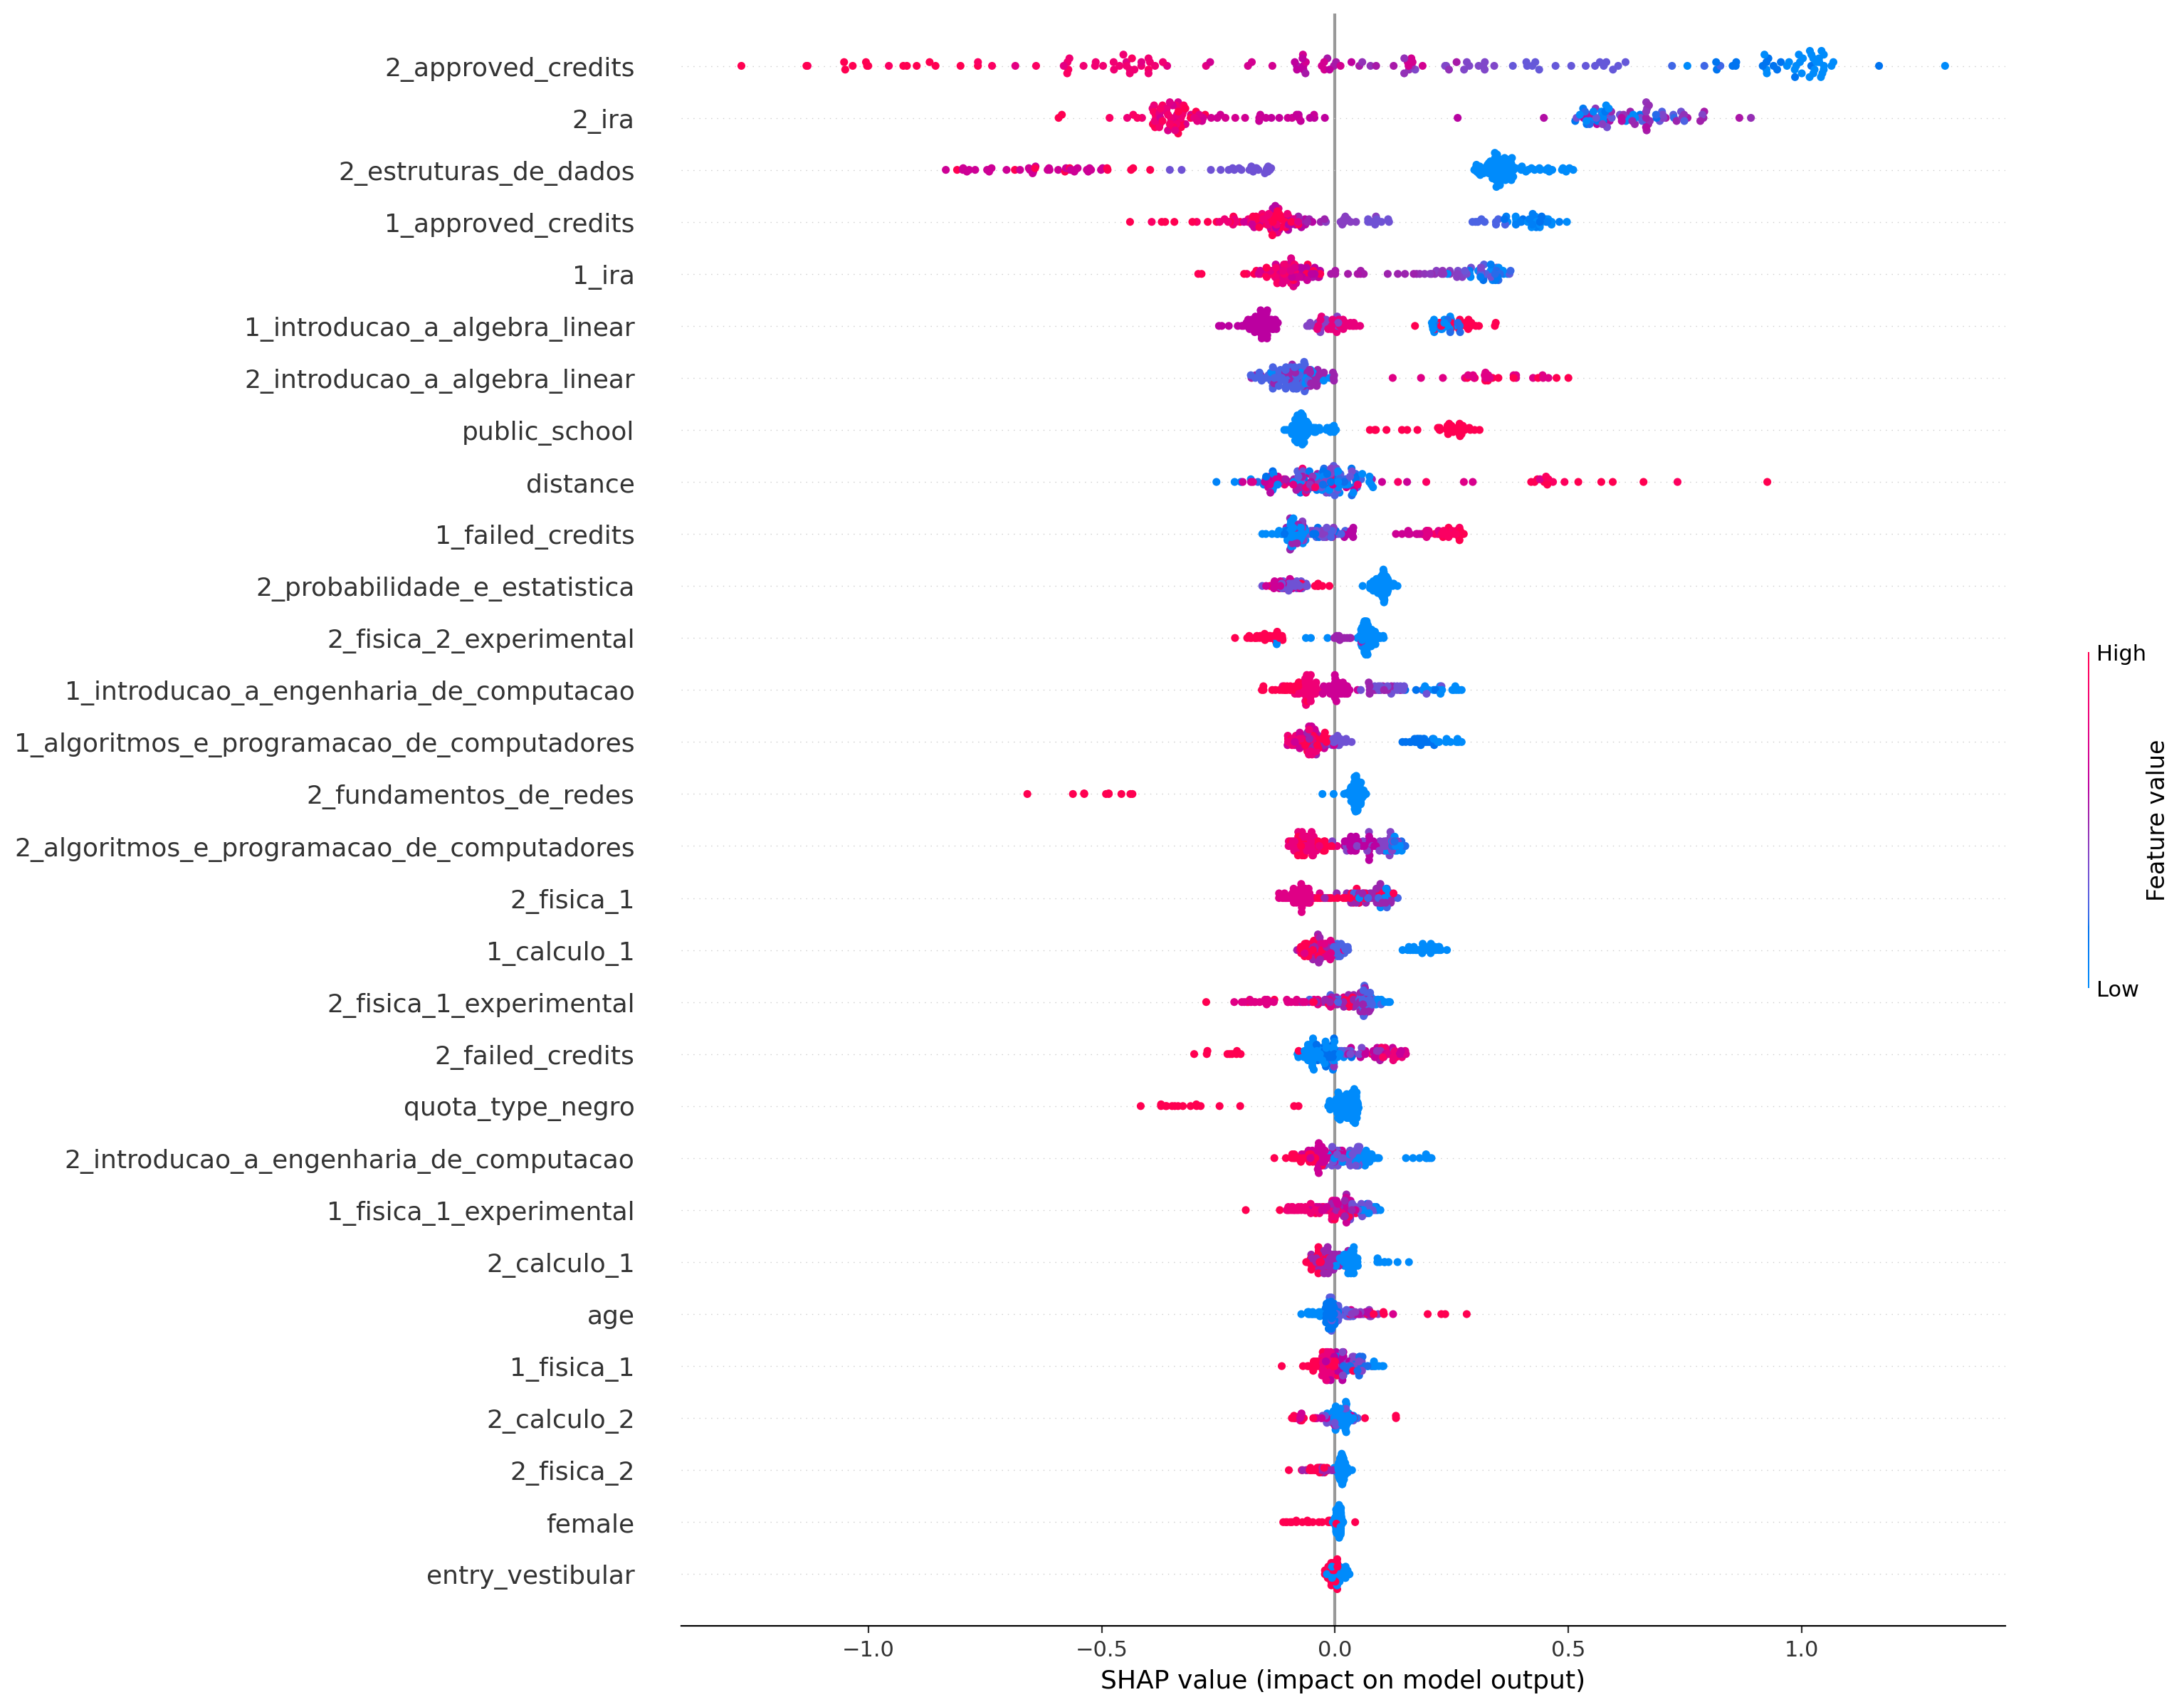 2_approved_credits
2_ira
2_estruturas_de_dados
1_approved_credits
1_ira
1_introducao_a_algebra_linear
2_introducao_a_algebra_linear
public_school
distance
1_failed_credits
2_probabilidade_e_estatistica
2_fisica_2_experimental
1_introducao_a_engenharia_de_computacao
1_algoritmos_e_programacao_de_computadores
2_fundamentos_de_redes
2_algoritmos_e_programacao_de_computadores
2_fisica_1
1_calculo_1
2_fisica_1_experimental
2_failed_credits
quota_type_negro
2_introducao_a_engenharia_de_computacao
1_fisica_1_experimental
2_calculo_1
age
1_fisica_1
2_calculo_2
2_fisica_2
female
entry_vestibular
−1.0 −0.5 0.0 0.5 1.0
SHAP value (impact on model output)
High
Feature value
Low